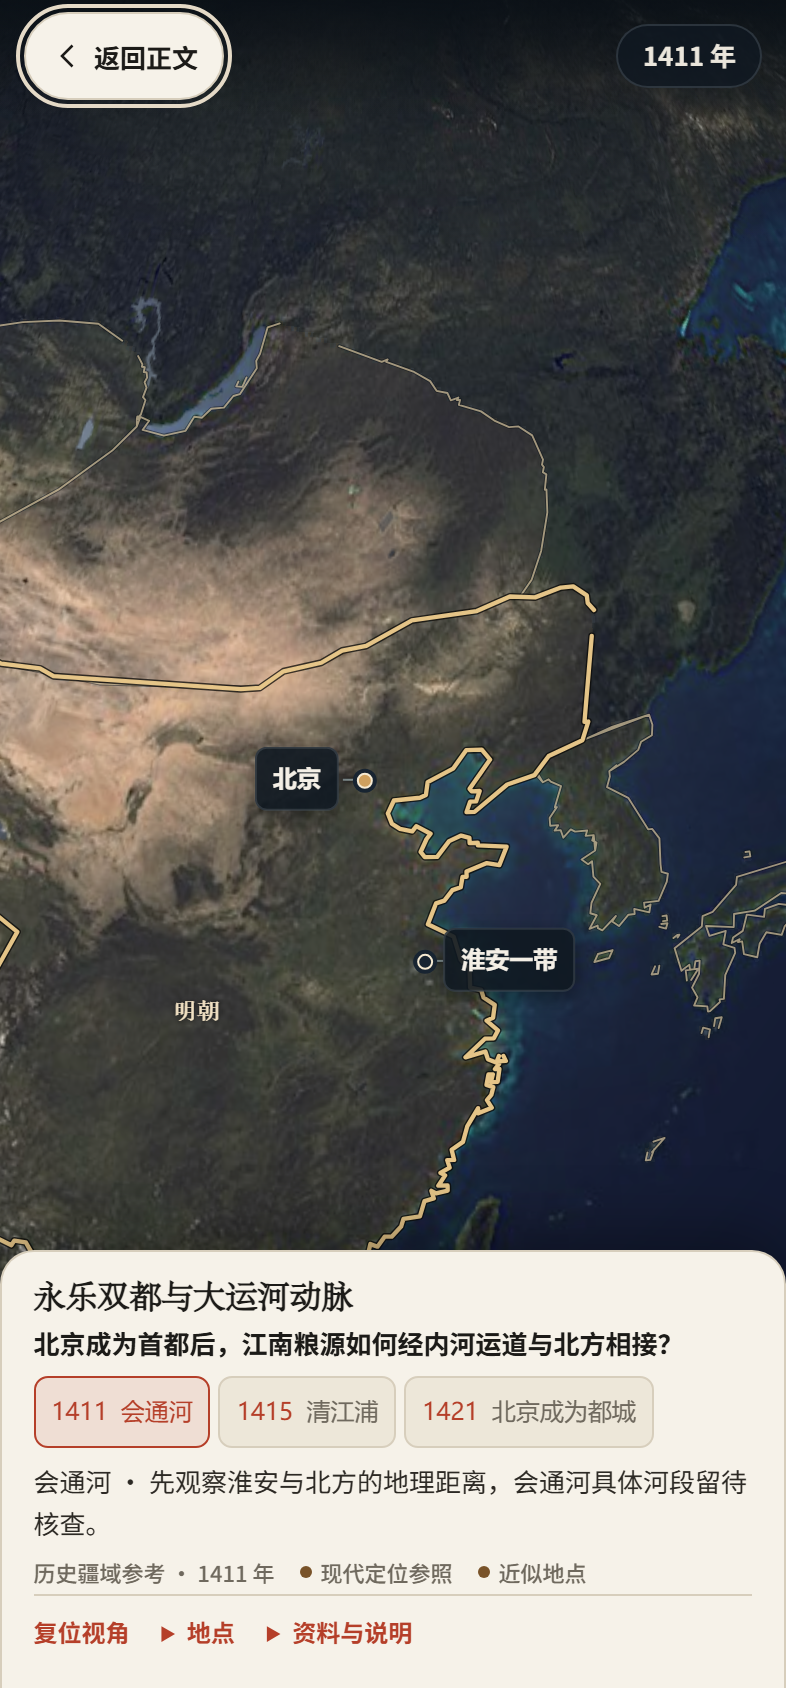 返回正文
1411 年
北京
淮安一带
明朝
永乐双都与大运河动脉
北京成为首都后，江南粮源如何经内河运道与北方相接？
1411 会通河
1415 清江浦
1421 北京成为都城
会通河 · 先观察淮安与北方的地理距离，会通河具体河段留待
核查。
历史疆域参考 · 1411 年 ● 现代定位参照 ● 近似地点
复位视角 ▶ 地点 ▶ 资料与说明